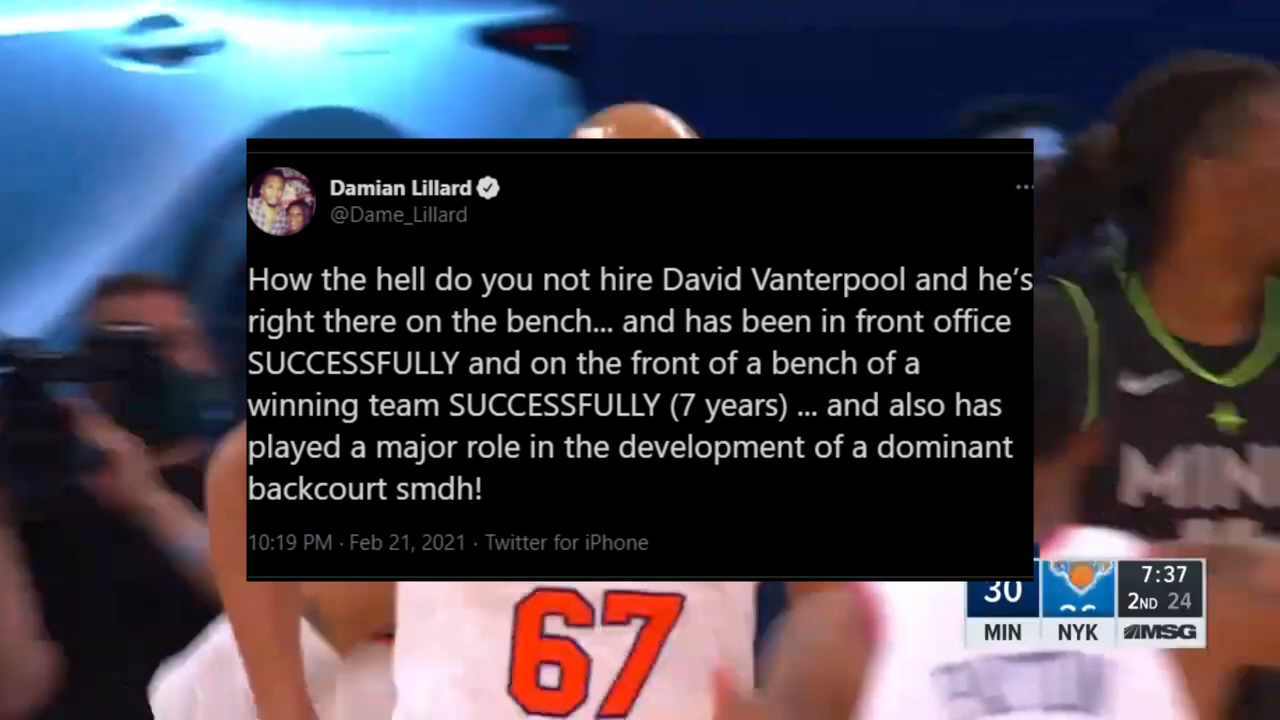 Damian Lillard
@Dame_Lillard
How the hell do you not hire David Vanterpool and he’s
right there on the bench... and has been in front office
SUCCESSFULLY and on the front of a bench of a
winning team SUCCESSFULLY (7 years) ... and also has
played a major role in the development of a dominant
backcourt smdh!
10:19 PM · Feb 21, 2021 · Twitter for iPhone
67
30
7:37
2ND 24
MIN NYK MSG